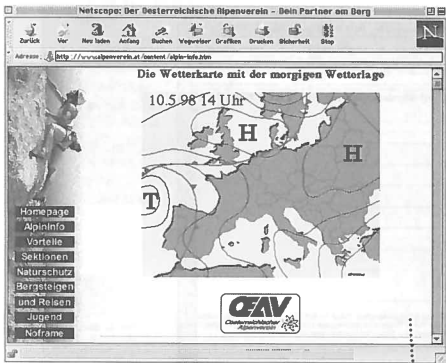 Netscape: Der Oesterreichische Alpenverein - Dein Partner am Berg
Zurück Vor Neu laden Anfang Suchen Wegweiser Grafiken Drucken Sicherheit Stop
N
Adresse: http://www.alpenverein.at/content/alpin-info.htm
Die Wetterkarte mit der morgigen Wetterlage
10.5 98 14 Uhr
H
H
T
Homepage
AlpinInfo
Vorteile
Sektionen
Naturschutz
Bergsteigen
und Reisen
Jugend
Noframe
OEAV
Oesterreichischer
Alpenverein